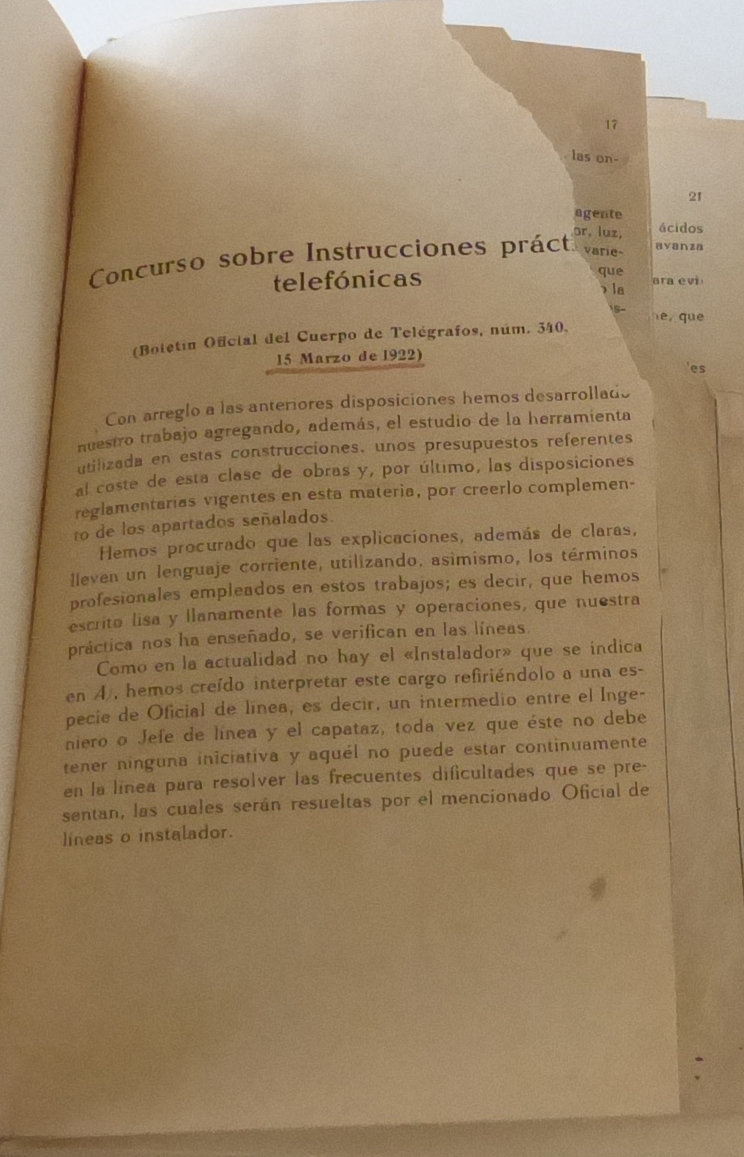 Concurso sobre Instrucciones práct
telefónicas
(Boletín Oficial del Cuerpo de Telégrafos, núm. 340,
15 Marzo de 1922)
Con arreglo a las anteriores disposiciones hemos desarrollado
nuestro trabajo agregando, además, el estudio de la herramienta
utilizada en estas construcciones, unos presupuestos referentes
al coste de esta clase de obras y, por último, las disposiciones
reglamentarias vigentes en esta materia, por creerlo complemen-
to de los apartados señalados.
Hemos procurado que las explicaciones, además de claras,
lleven un lenguaje corriente, utilizando, asimismo, los términos
profesionales empleados en estos trabajos; es decir, que hemos
escrito lisa y llanamente las formas y operaciones, que nuestra
práctica nos ha enseñado, se verifican en las líneas.
Como en la actualidad no hay el «Instalador» que se indica
en A), hemos creído interpretar este cargo refiriéndolo a una es-
pecie de Oficial de línea, es decir, un intermedio entre el Inge-
niero o Jefe de línea y el capataz, toda vez que éste no debe
tener ninguna iniciativa y aquél no puede estar continuamente
en la línea para resolver las frecuentes dificultades que se pre-
sentan, las cuales serán resueltas por el mencionado Oficial de
líneas o instalador.
17
las on-
agente
or, luz,
varie-
que
la
21
ácidos
avanza
ara evi
e, que
es